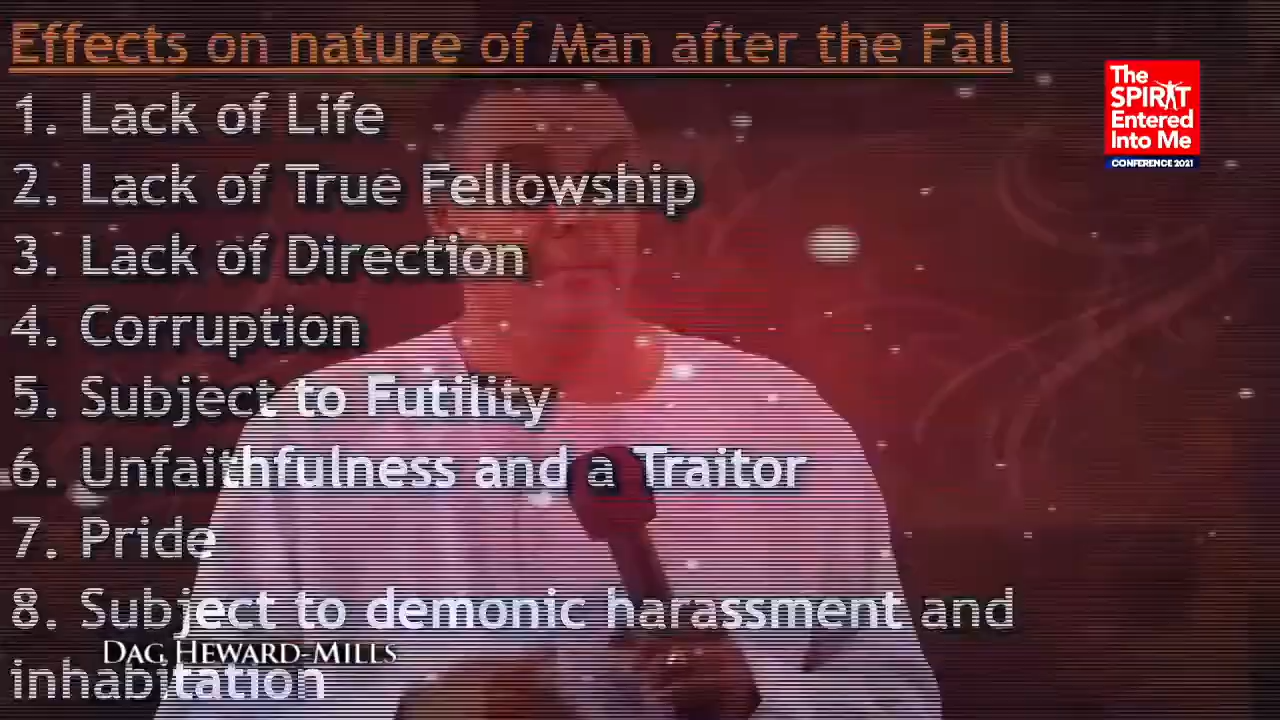 Effects on nature of Man after the Fall
1. Lack of Life
2. Lack of True Fellowship
3. Lack of Direction
4. Corruption
5. Subject to Futility
6. Unfaithfulness and a Traitor
7. Pride
8. Subject to demonic harassment and
inhabitation
DAG HEWARD-MILLS
The
SPIRIT
Entered
Into Me
CONFERENCE 2021